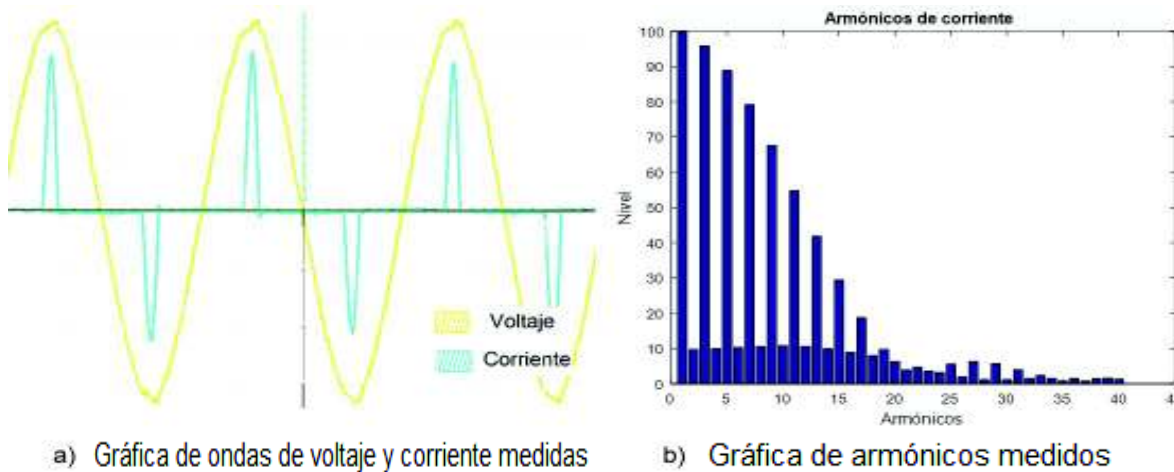 Voltaje
Corriente
a) Gráfica de ondas de voltaje y corriente medidas
Armónicos de corriente
Nivel
100
90
80
70
60
50
40
30
20
10
0
0 5 10 15 20 25 30 35 40 45
Armónicos
b) Gráfica de armónicos medidos